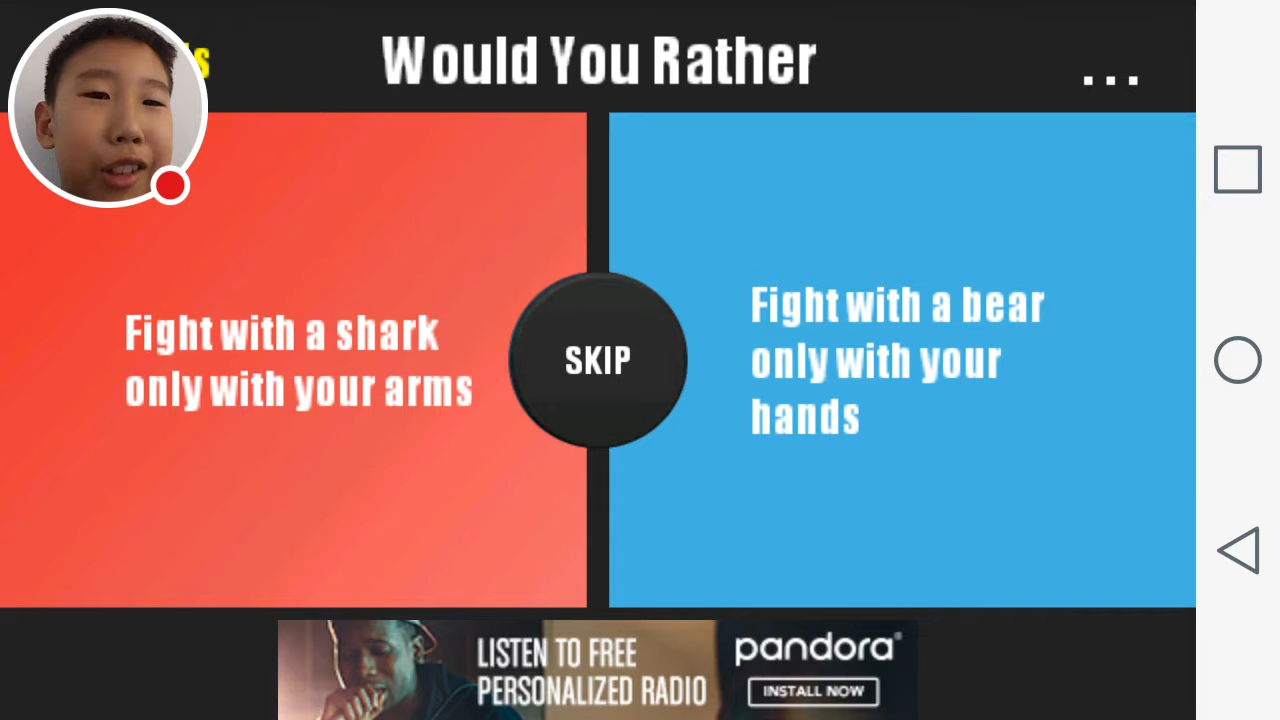 Would You Rather
...
Fight with a shark
only with your arms
SKIP
Fight with a bear
only with your
hands
LISTEN TO FREE
PERSONALIZED RADIO
pandora®
INSTALL NOW